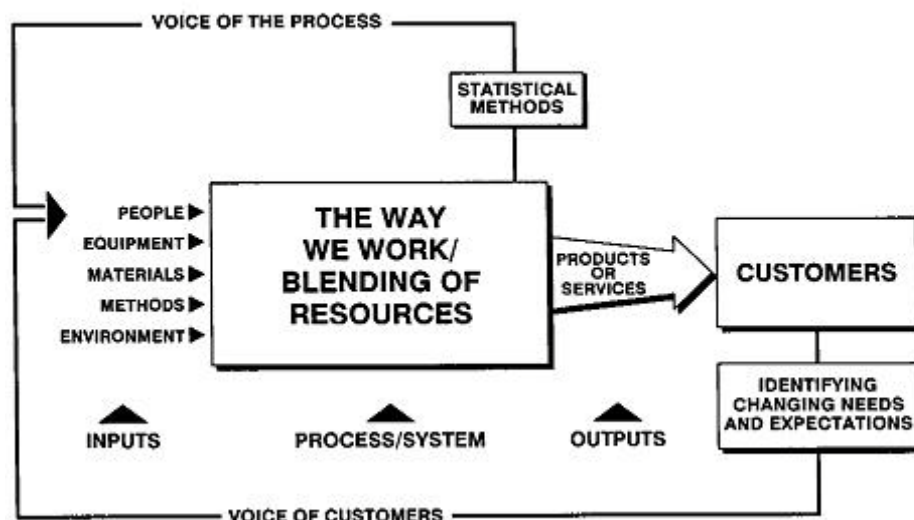 VOICE OF THE PROCESS
STATISTICAL
METHODS
PEOPLE
EQUIPMENT
MATERIALS
METHODS
ENVIRONMENT
THE WAY
WE WORK/
BLENDING OF
RESOURCES
PRODUCTS
OR
SERVICES
CUSTOMERS
IDENTIFYING
CHANGING NEEDS
AND EXPECTATIONS
INPUTS
PROCESS/SYSTEM
OUTPUTS
VOICE OF CUSTOMERS